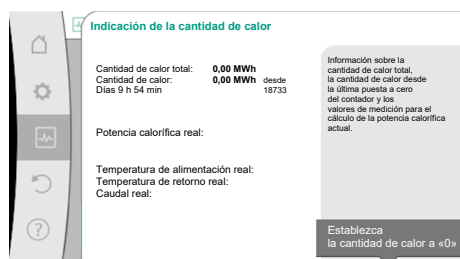 Indicación de la cantidad de calor
Cantidad de calor total: 0,00 MWh
Cantidad de calor: 0,00 MWh desde
Días 9 h 54 min 18733
Potencia calorífica real:
Temperatura de alimentación real:
Temperatura de retorno real:
Caudal real:
Información sobre la
cantidad de calor total,
la cantidad de calor desde
la última puesta a cero
del contador y los
valores de medición para el
cálculo de la potencia calorífica
actual.
Establezca
la cantidad de calor a «0»
?